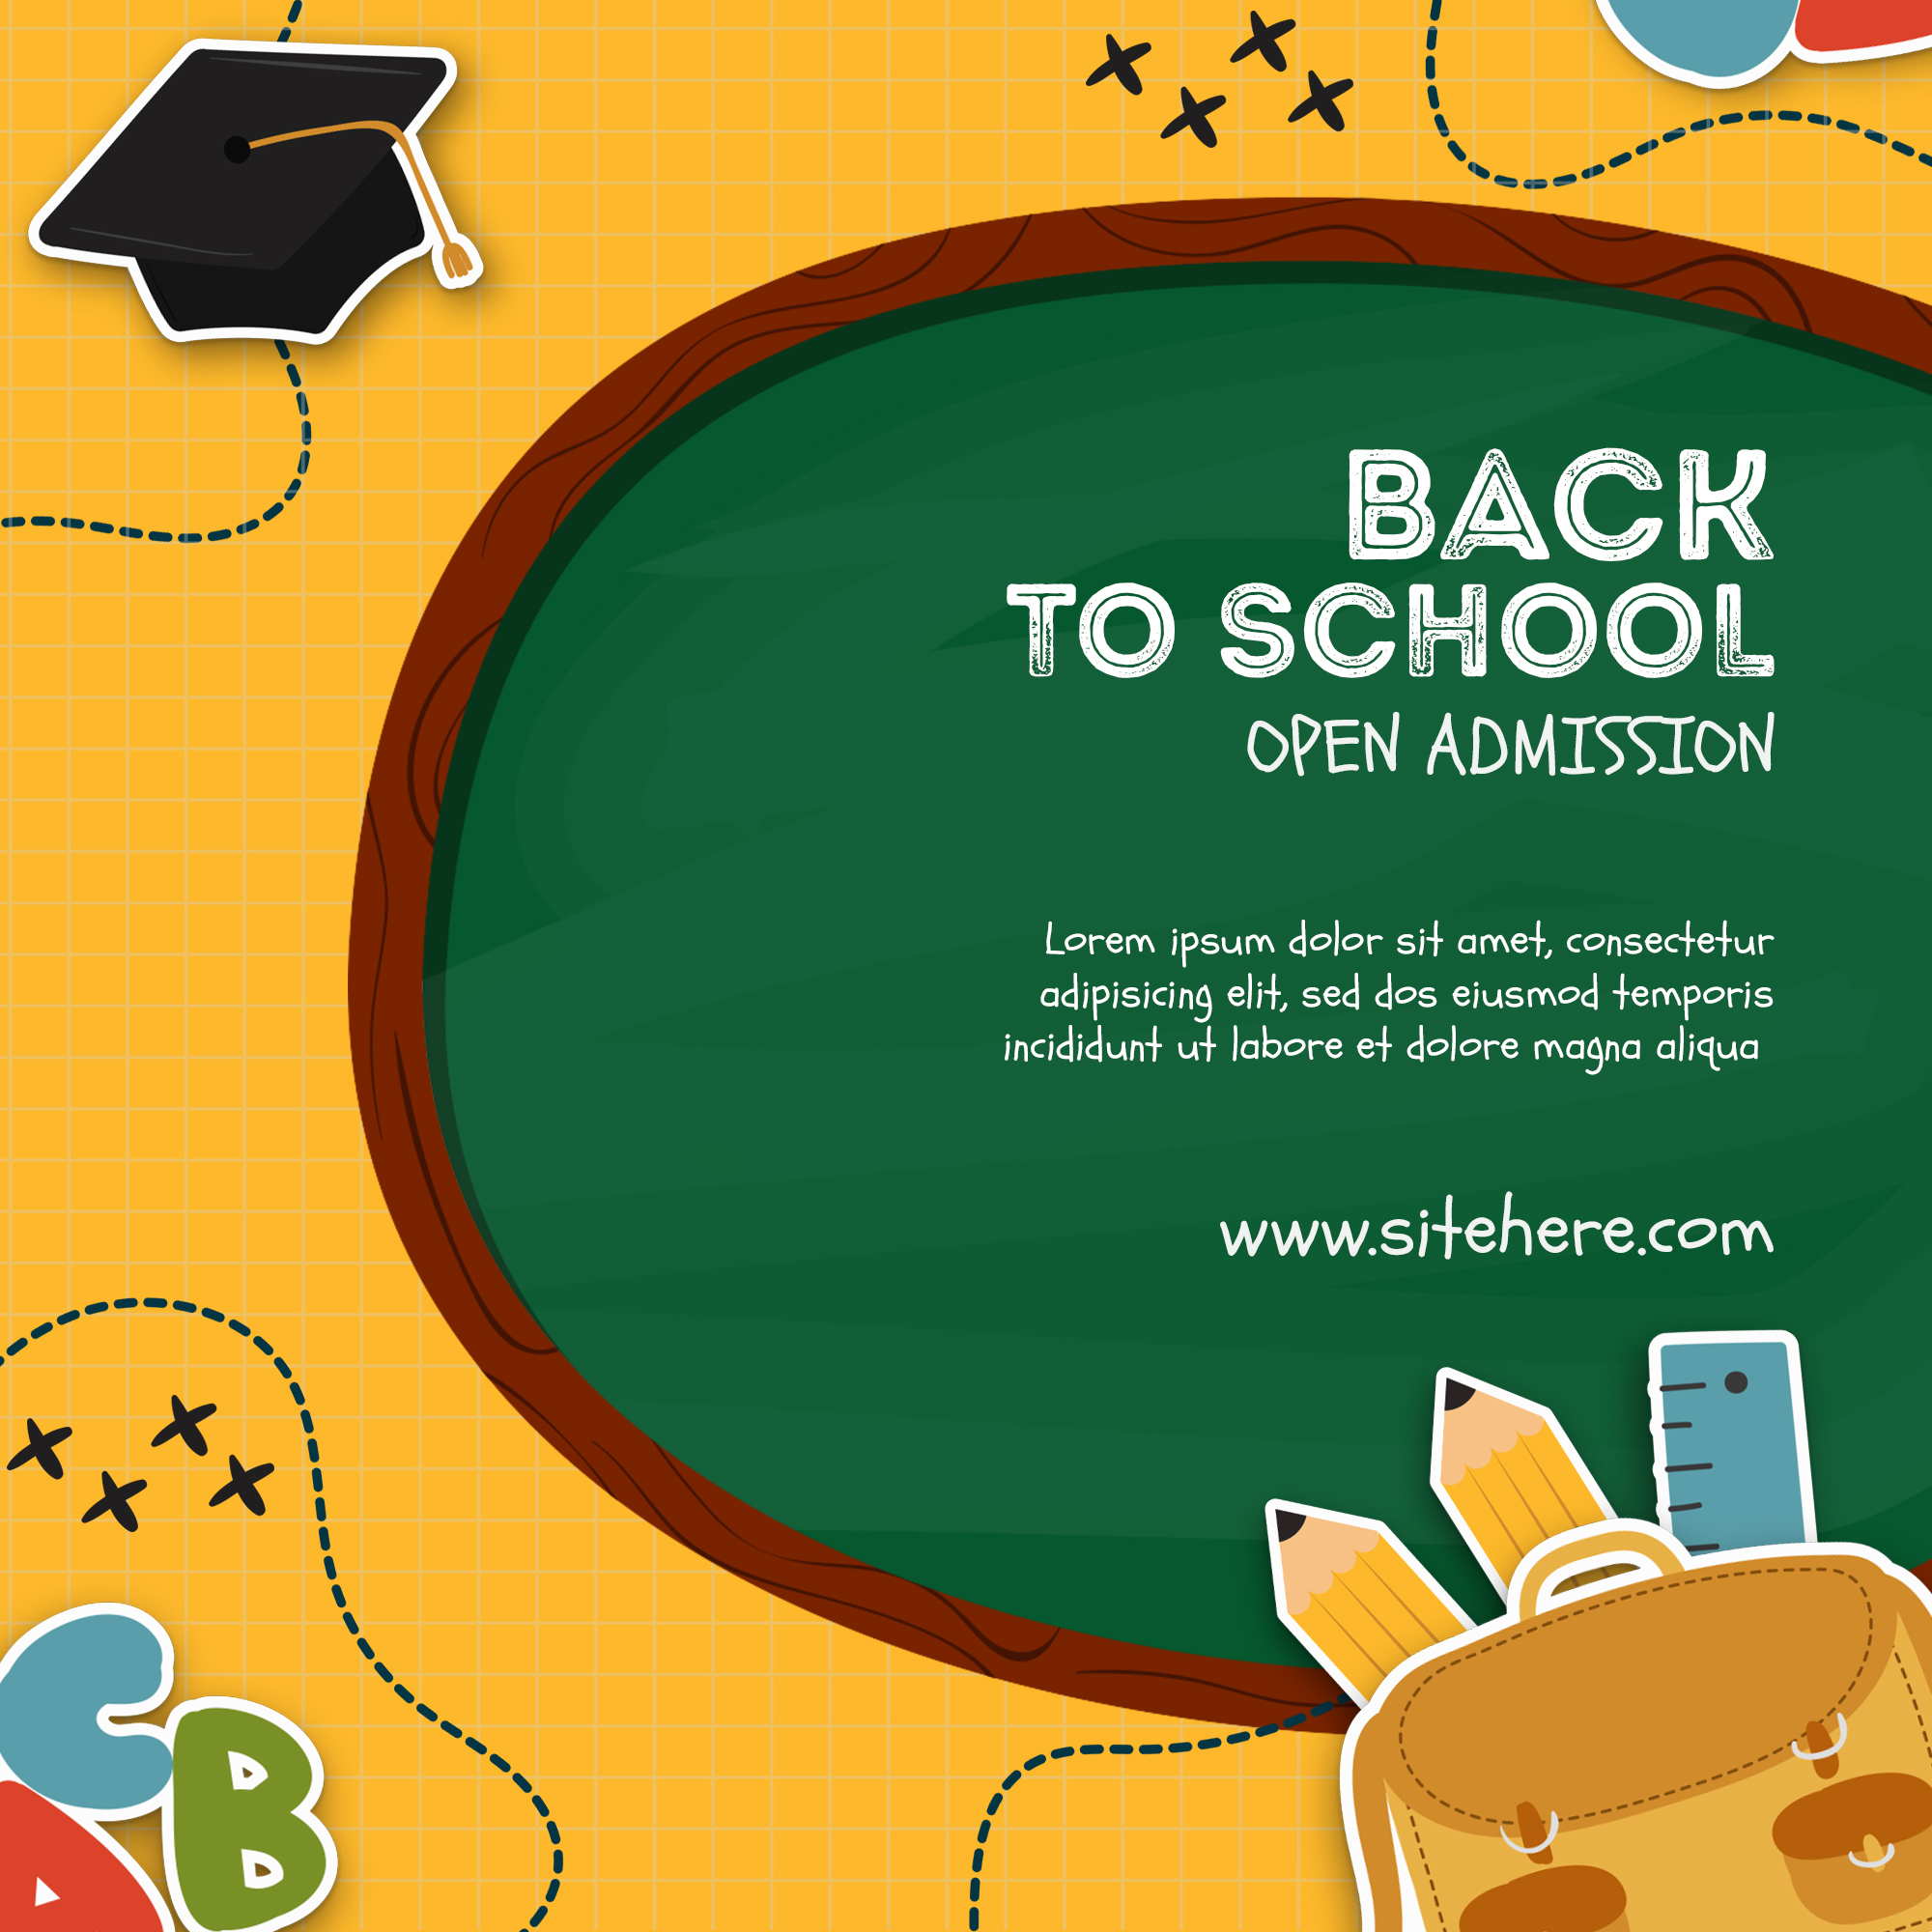 BACK
TO SCHOOL
OPEN ADMISSION
Lorem ipsum dolor sit amet, consectetur
adipisicing elit, sed dos eiusmod temporis
incididunt ut labore et dolore magna aliqua
www.sitehere.com
C
B
A